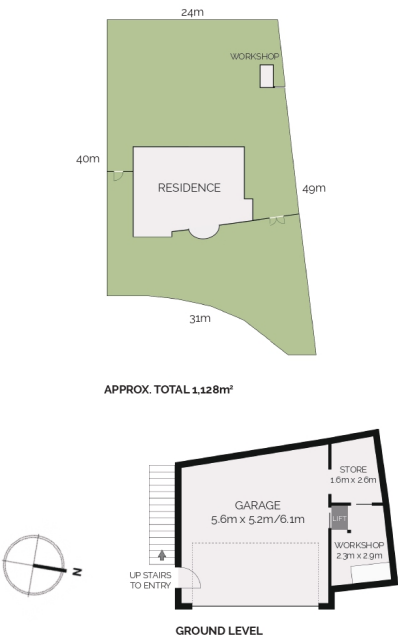 24m
WORKSHOP
40m
RESIDENCE
49m
31m
APPROX. TOTAL 1,128m²
STORE
1.6m x 2.6m
GARAGE
5.6m x 5.2m/6.1m
LIFT
WORKSHOP
2.3m x 2.9m
UP STAIRS
TO ENTRY
N
GROUND LEVEL